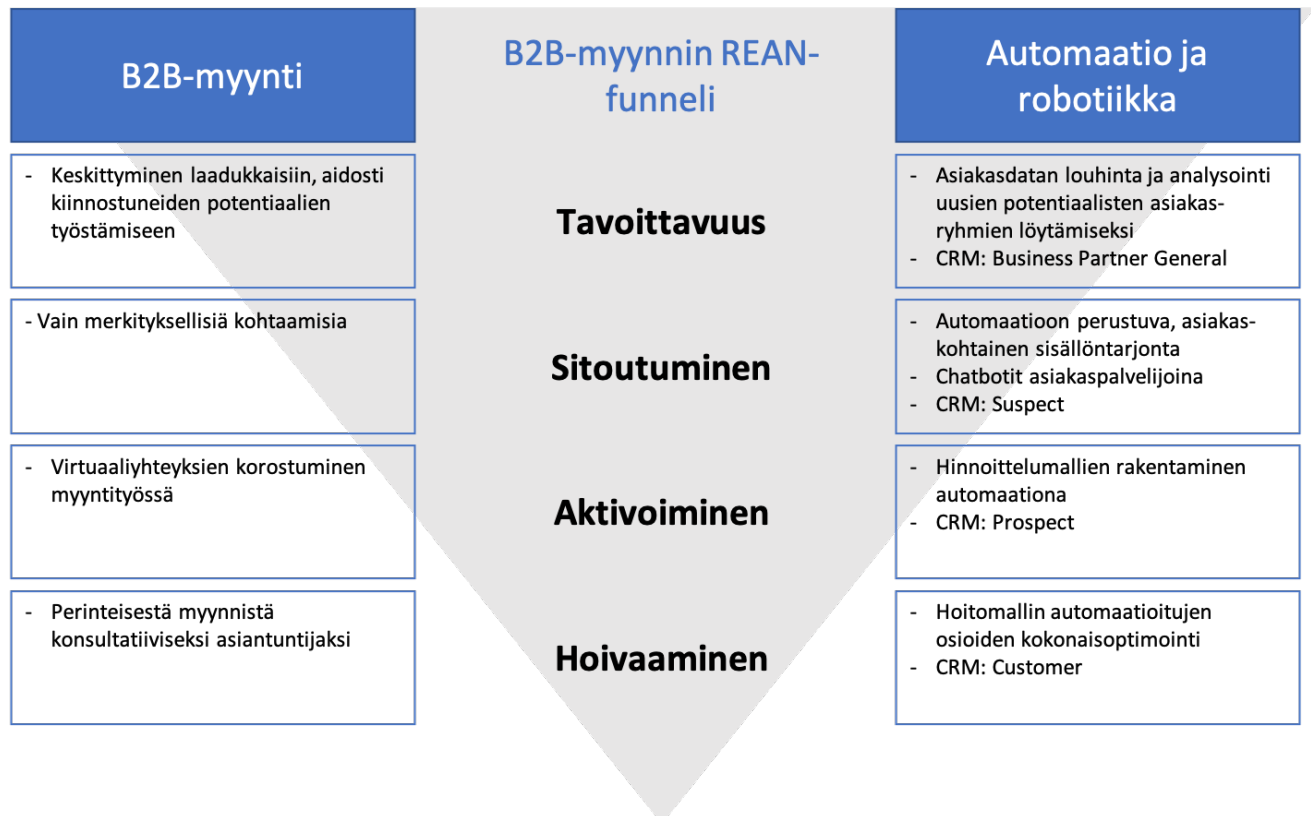 B2B-myynti
B2B-myynnin REAN-
funneli
Automaatio ja
robotiikka
- Keskittyminen laadukkaisiin, aidosti
kiinnostuneiden potentiaalien
työstämiseen
Tavoittavuus
- Asiakasdatan louhinta ja analysointi
uusien potentiaalisten asiakas-
ryhmien löytämiseksi
- CRM: Business Partner General
- Vain merkityksellisiä kohtaamisia
Sitoutuminen
- Automaatioon perustuva, asiakas-
kohtainen sisällöntarjonta
- Chatbotit asiakaspalvelijoina
- CRM: Suspect
- Virtuaaliyhteyksien korostuminen
myyntityössä
Aktivoiminen
- Hinnoittelumallien rakentaminen
automaationa
- CRM: Prospect
- Perinteisestä myynnistä
konsultatiiviseksi asiantuntijaksi
Hoivaaminen
- Hoitomallin automaatioitujen
osioiden kokonaisoptimointi
- CRM: Customer